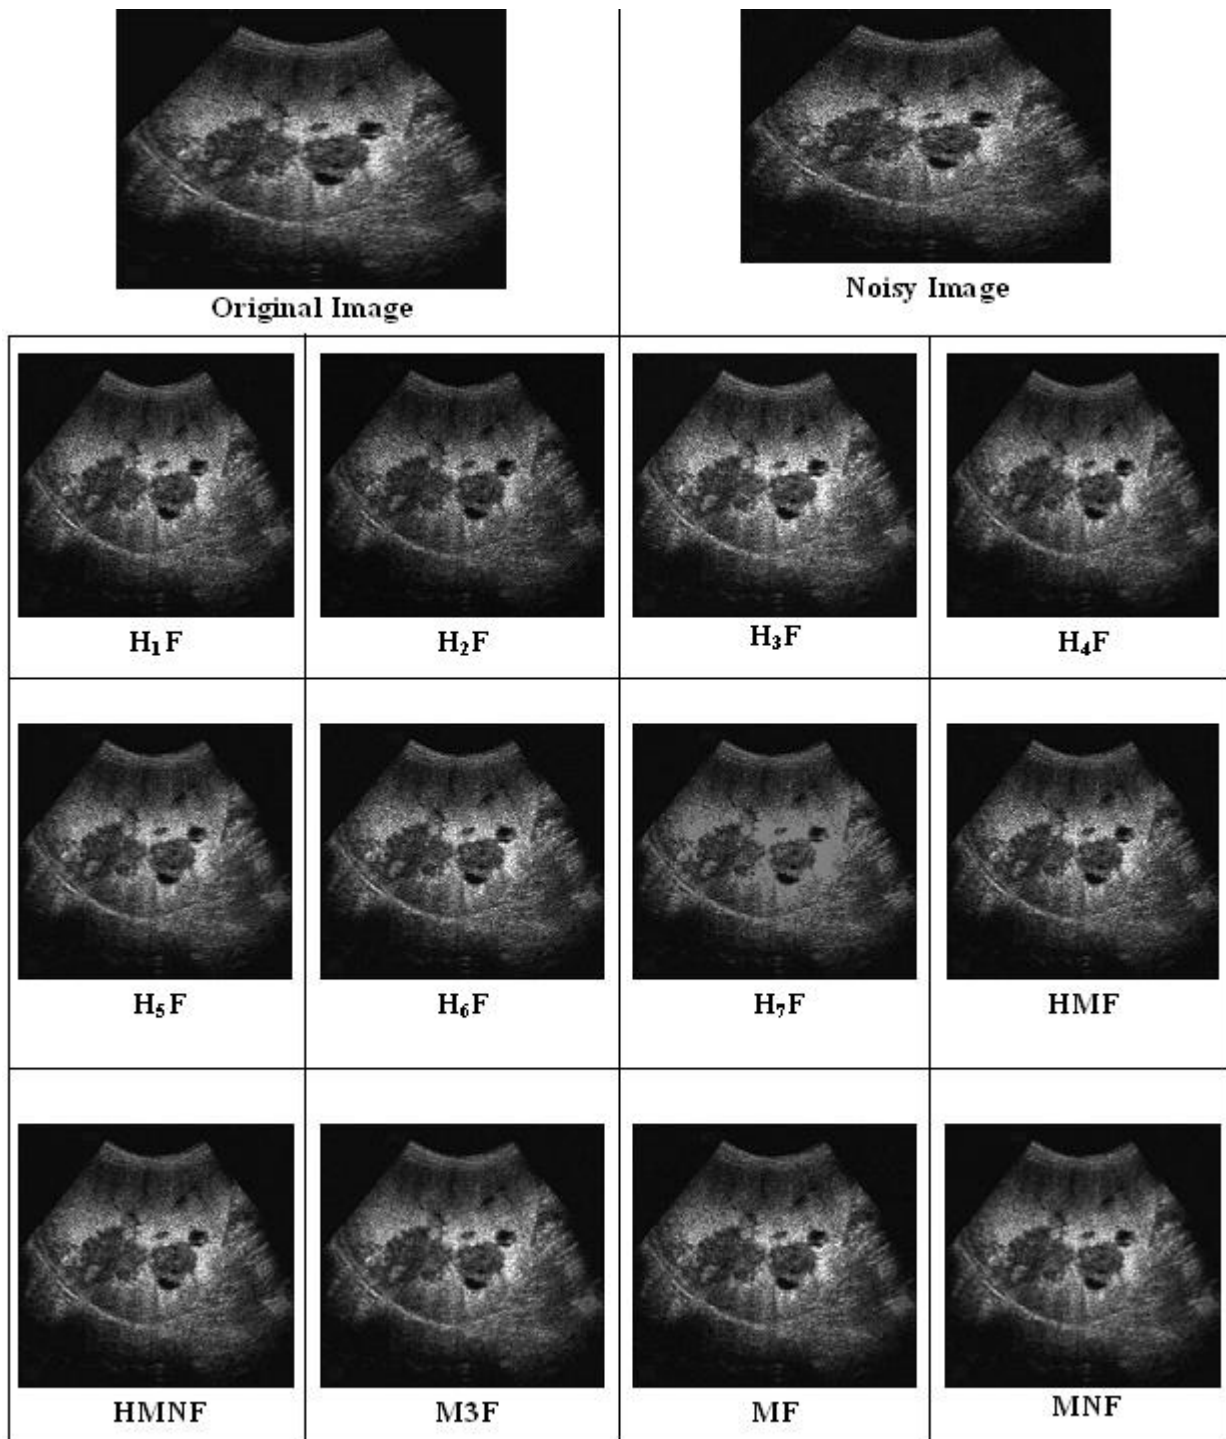 Original Image
Noisy Image
H₁F
H₂F
H₃F
H₄F
H₅F
H₆F
H₇F
HMF
HMNF
M3F
MF
MNF